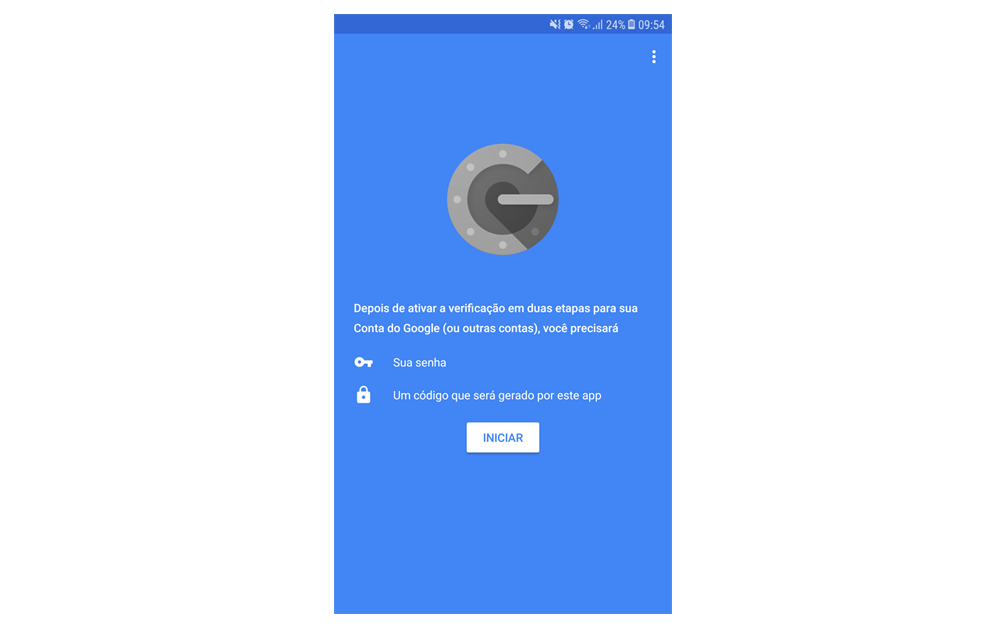 24% 09:54
Depois de ativar a verificação em duas etapas para sua
Conta do Google (ou outras contas), você precisará
Sua senha
Um código que será gerado por este app
INICIAR